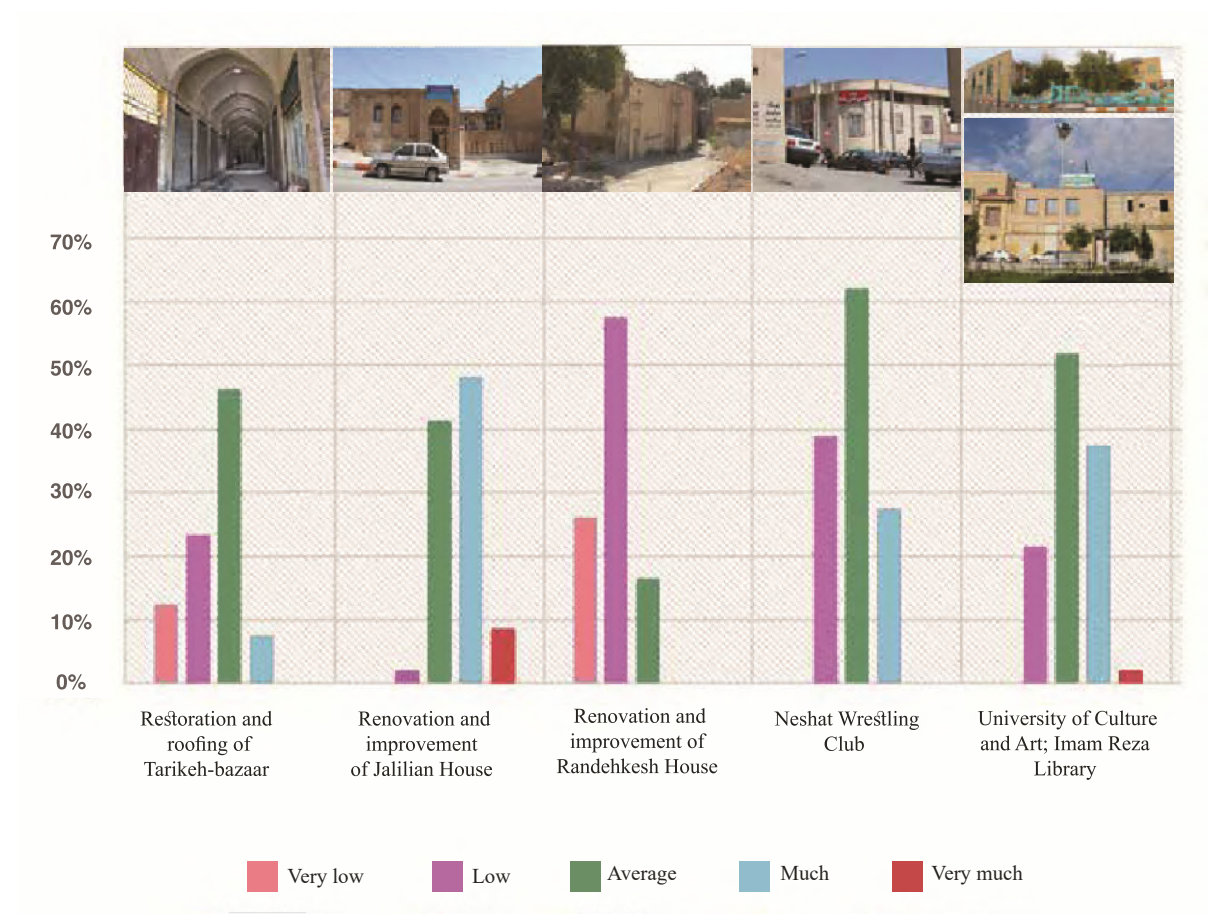 70%
60%
50%
40%
30%
20%
10%
0%
Restoration and
roofing of
Tarikeh-bazaar
Renovation and
improvement
of Jalilian House
Renovation and
improvement of
Randehkesh House
Neshat Wrestling
Club
University of Culture
and Art; Imam Reza
Library
Very low
Low
Average
Much
Very much